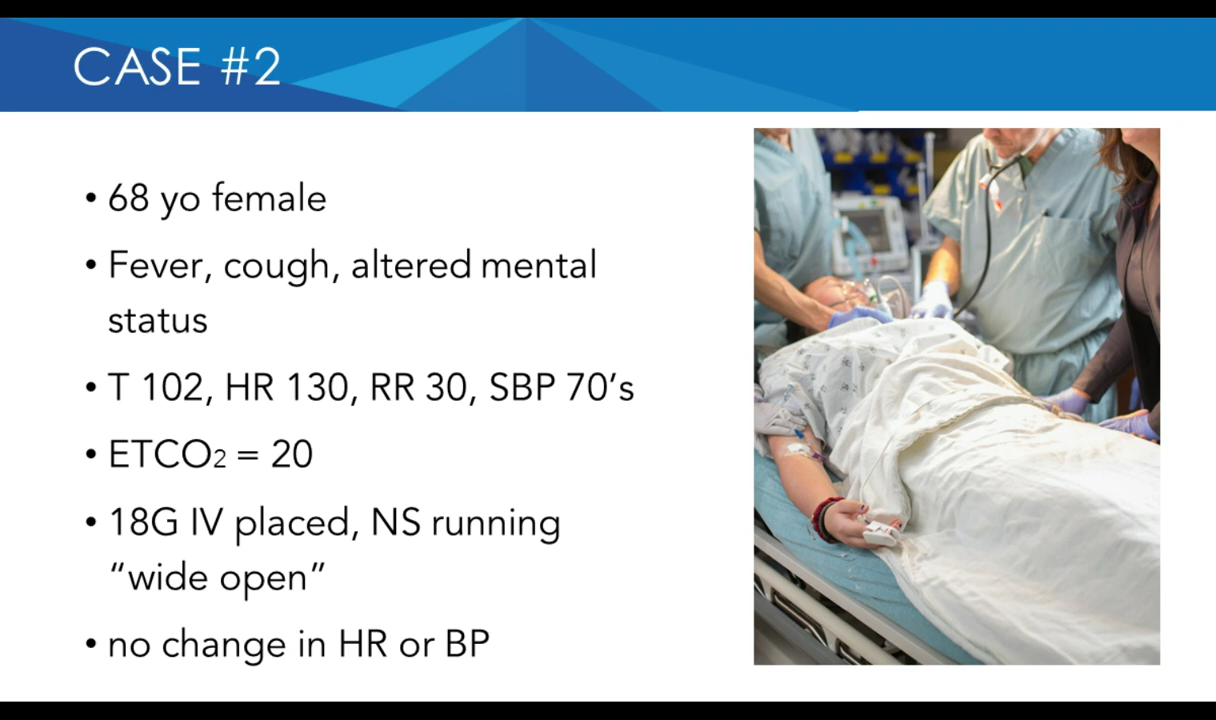 CASE #2
• 68 yo female
• Fever, cough, altered mental
status
• T 102, HR 130, RR 30, SBP 70’s
• ETCO₂ = 20
• 18G IV placed, NS running
“wide open”
• no change in HR or BP